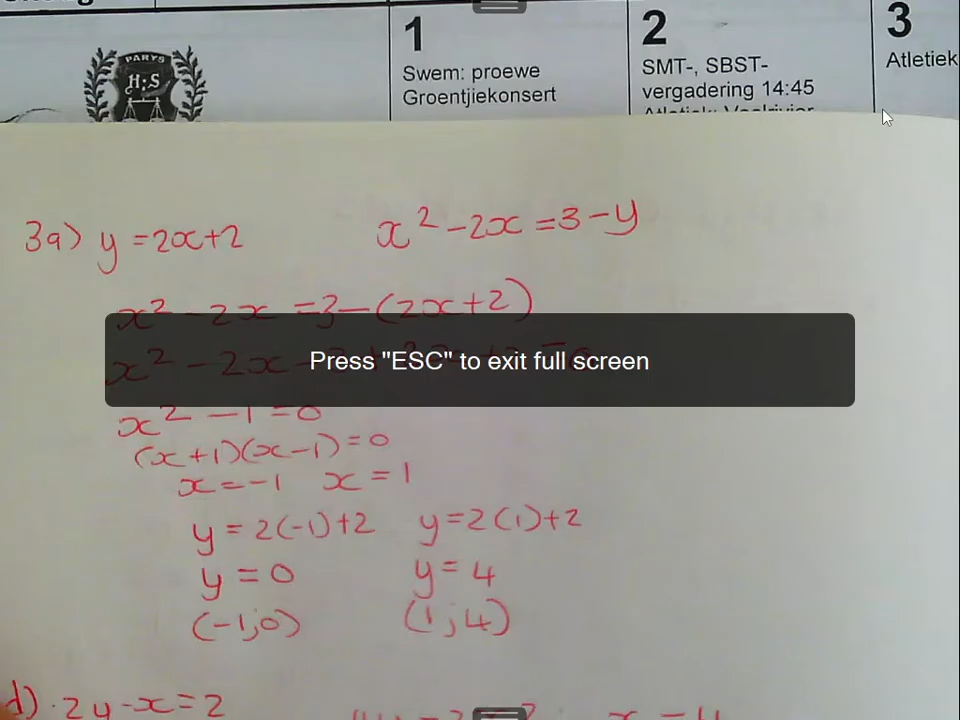 1
2
3
Swem: proewe
Groentjiekonsert
SMT-, SBST-
vergadering 14:45
Atletiek
PARYS
H;S
3a) y = 2x+2
x² - 2x = 3 - y
x² - 2x = 3 - (2x+2)
Press "ESC" to exit full screen
x² - 1 = 0
(x+1)(x-1) = 0
x = -1 x = 1
y = 2(-1)+2 y = 2(1)+2
y = 0 y = 4
(-1;0) (1;4)
d) 2y-x=2